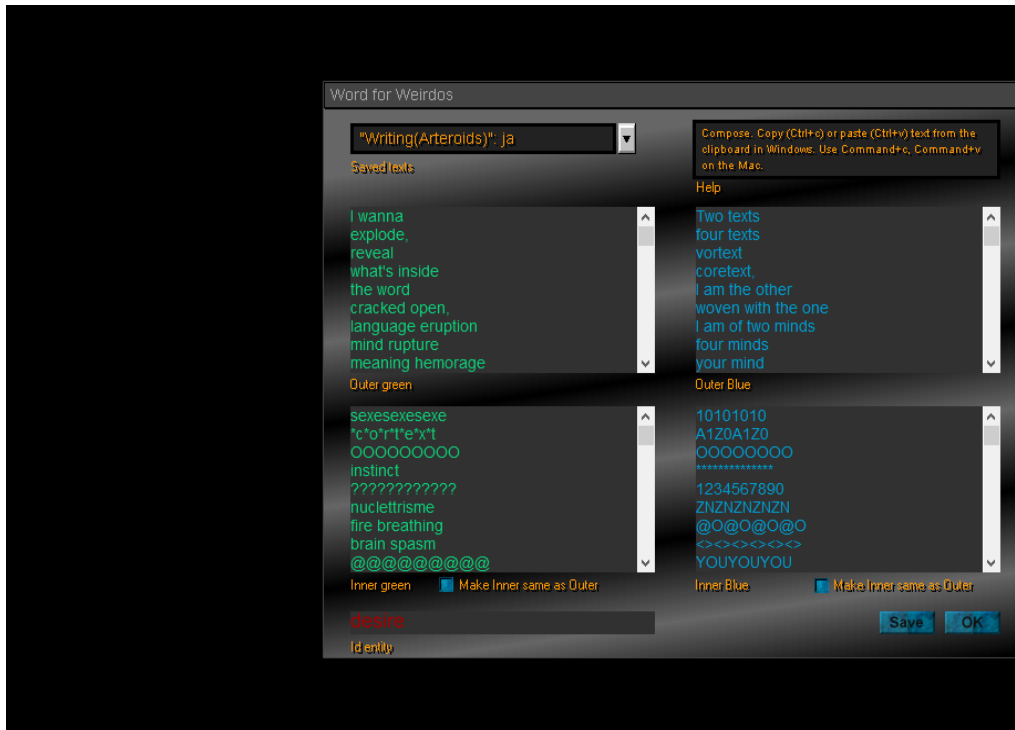 Word for Weirdos
"Writing(Arteroids)": ja
Saved texts
Compose. Copy (Ctrl+c) or paste (Ctrl+v) text from the
clipboard in Windows. Use Command+c, Command+v
on the Mac.
Help
I wanna
explode,
reveal
what's inside
the word
cracked open,
language eruption
mind rupture
meaning hemorage
Outer green
Two texts
four texts
vortext
coretext,
I am the other
woven with the one
I am of two minds
four minds
your mind
Outer Blue
sexesexesexe
*c*o*r*t*e*x*t
OOOOOOOOO
instinct
????????????
nuclettrisme
fire breathing
brain spasm
@@@@@@@@@
Inner green
Make Inner same as Outer
10101010
A1Z0A1Z0
OOOOOOOO
**************
1234567890
ZNZNZNZNZN
@O@O@O@O
<><><><><><>
YOUYOUYOU
Inner Blue
Make Inner same as Outer
desire
Id entity
Save
OK